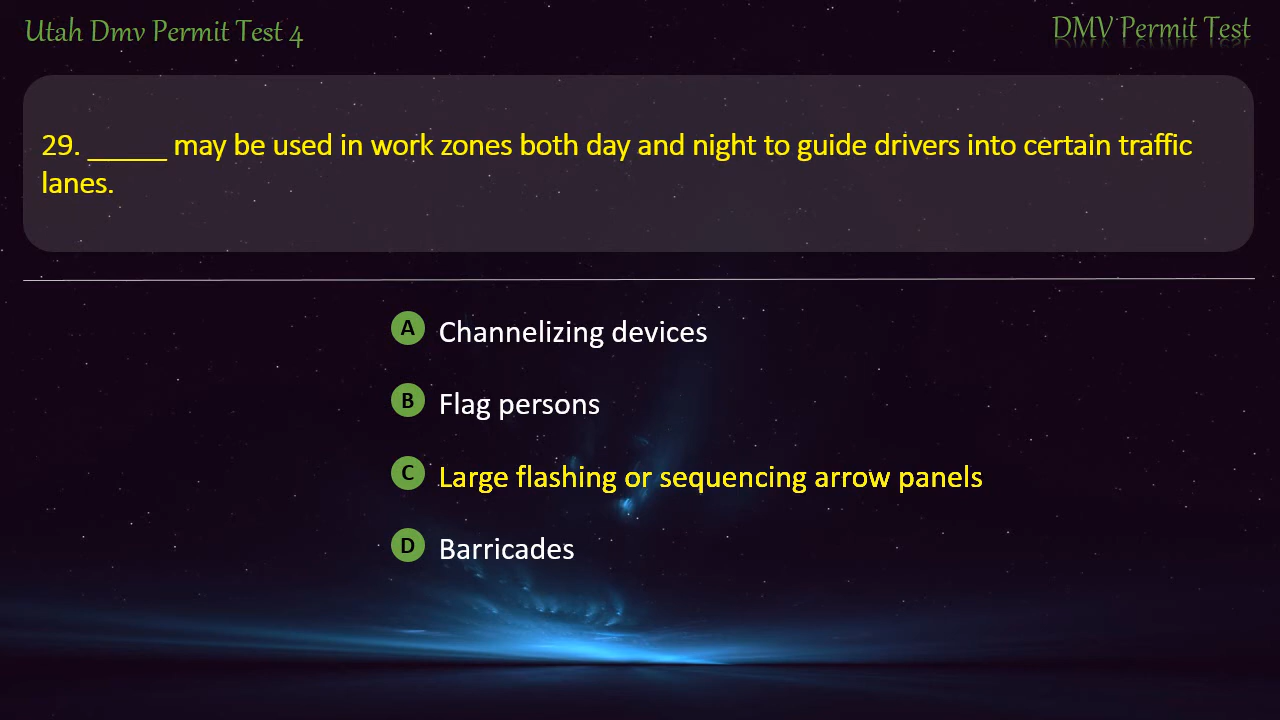 Utah Dmv Permit Test 4
DMV Permit Test
29. _____ may be used in work zones both day and night to guide drivers into certain traffic
lanes.
A Channelizing devices
B Flag persons
C Large flashing or sequencing arrow panels
D Barricades